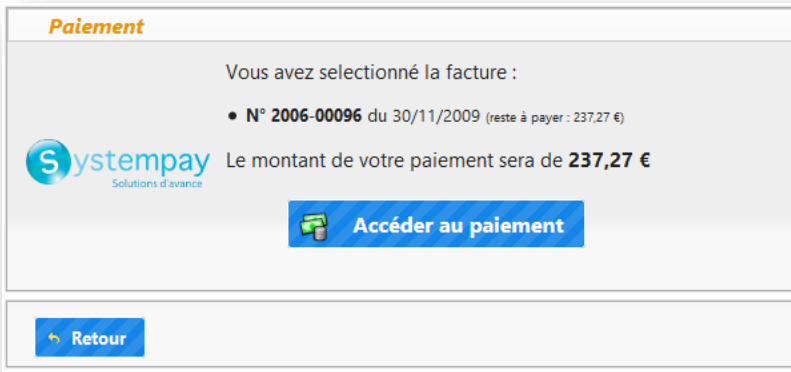 Paiement
Vous avez selectionné la facture :
• N° 2006-00096 du 30/11/2009 (reste à payer : 237,27 €)
Systempay
Solutions d'avance
Le montant de votre paiement sera de 237,27 €
Accéder au paiement
Retour